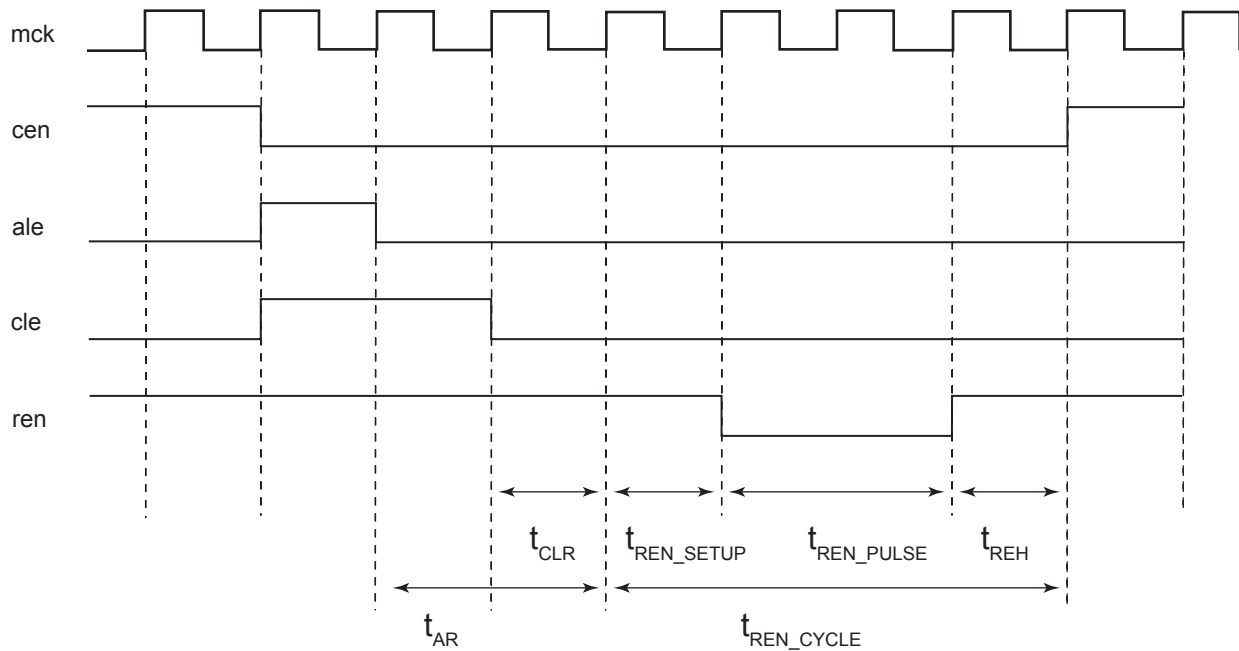 mck
cen
ale
cle
ren
tCLR tREN_SETUP tREN_PULSE tREH
tAR tREN_CYCLE